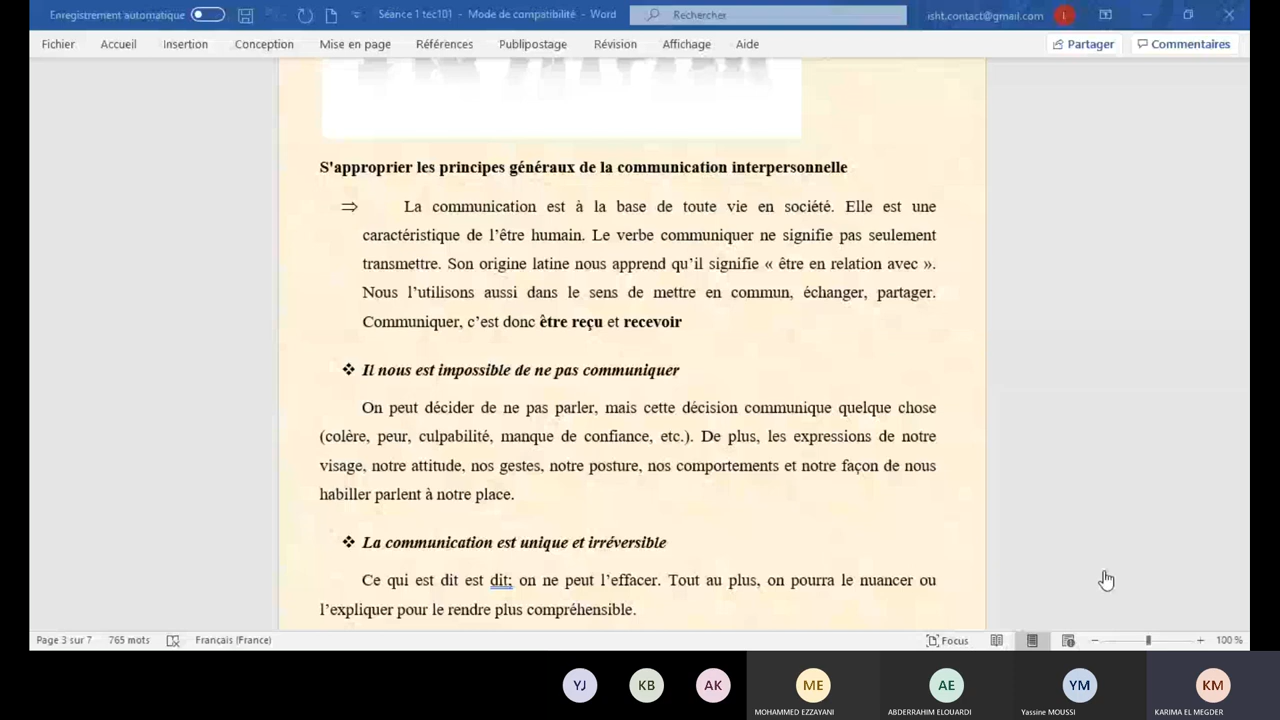 Enregistrement automatique
Séance 1 tec101 - Mode de compatibilité - Word
Rechercher
isht.contact@gmail.com
i
Fichier Accueil Insertion Conception Mise en page Références Publipostage Révision Affichage Aide Partager Commentaires
S'approprier les principes généraux de la communication interpersonnelle
⇒ La communication est à la base de toute vie en société. Elle est une
caractéristique de l'être humain. Le verbe communiquer ne signifie pas seulement
transmettre. Son origine latine nous apprend qu'il signifie « être en relation avec ».
Nous l'utilisons aussi dans le sens de mettre en commun, échanger, partager.
Communiquer, c'est donc être reçu et recevoir
❖ Il nous est impossible de ne pas communiquer
On peut décider de ne pas parler, mais cette décision communique quelque chose
(colère, peur, culpabilité, manque de confiance, etc.). De plus, les expressions de notre
visage, notre attitude, nos gestes, notre posture, nos comportements et notre façon de nous
habiller parlent à notre place.
❖ La communication est unique et irréversible
Ce qui est dit est dit; on ne peut l'effacer. Tout au plus, on pourra le nuancer ou
l'expliquer pour le rendre plus compréhensible.
Page 3 sur 7 765 mots Français (France) Focus 100 %
YJ KB AK ME AE YM KM
MOHAMMED EZZAYANI ABDERRAHIM ELOUARDI Yassine MOUSSI KARIMA EL MEGDER